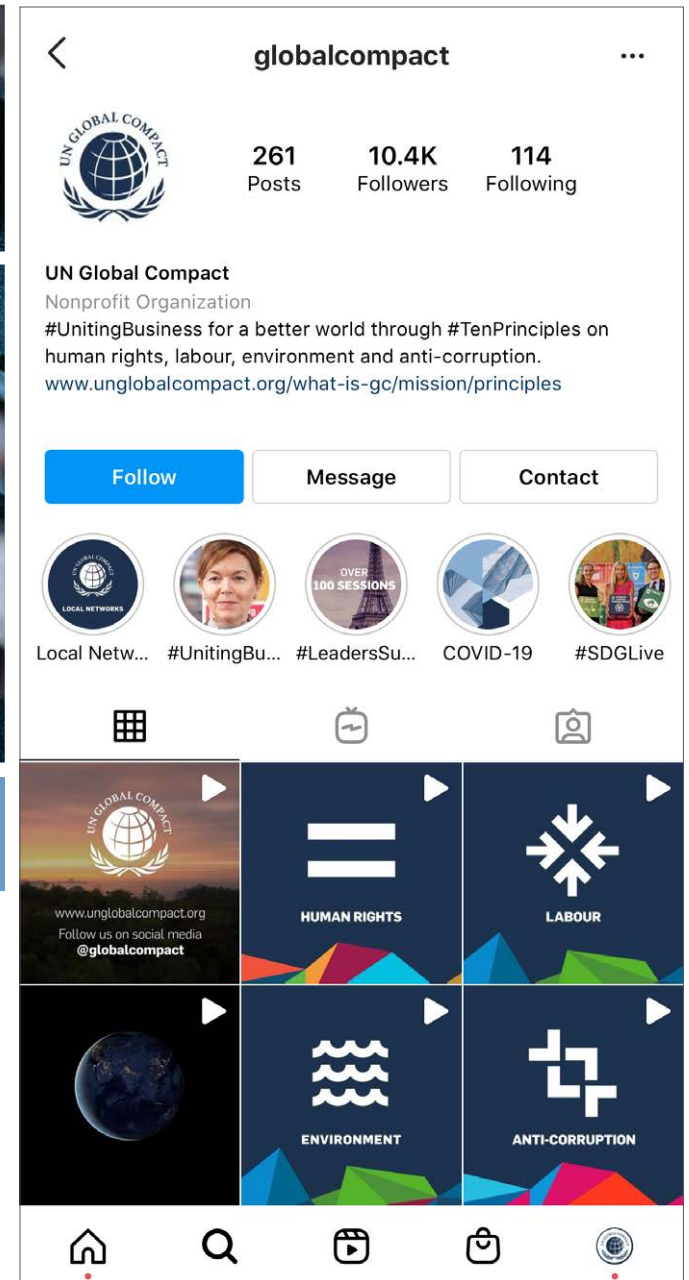 globalcompact
UN GLOBAL COMPACT
261 10.4K 114
Posts Followers Following
UN Global Compact
Nonprofit Organization
#UnitingBusiness for a better world through #TenPrinciples on
human rights, labour, environment and anti-corruption.
www.unglobalcompact.org/what-is-gc/mission/principles
Follow Message Contact
LOCAL NETWORKS
OVER
100 SESSIONS
Local Netw... #UnitingBu... #LeadersSu... COVID-19 #SDGLive
UN GLOBAL COMPACT
www.unglobalcompact.org
Follow us on social media
@globalcompact
HUMAN RIGHTS
LABOUR
ENVIRONMENT
ANTI-CORRUPTION